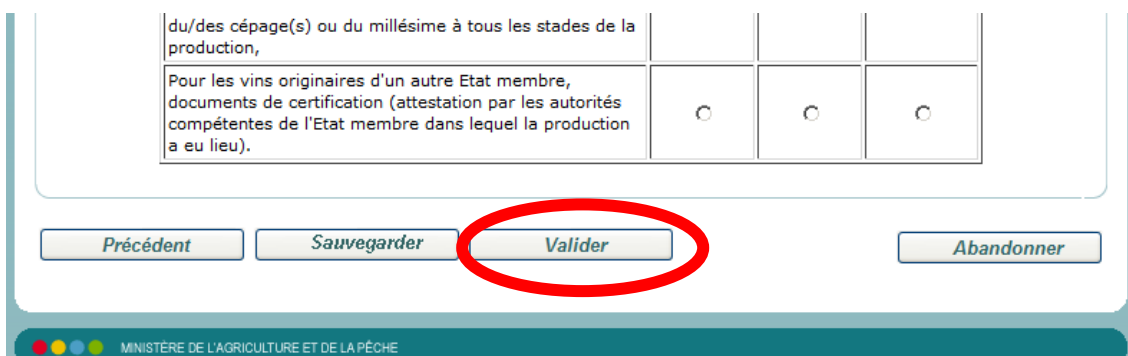 du/des cépage(s) ou du millésime à tous les stades de la
production,
Pour les vins originaires d'un autre Etat membre,
documents de certification (attestation par les autorités
compétentes de l'Etat membre dans lequel la production
a eu lieu).
Précédent Sauvegarder Valider Abandonner
MINISTÈRE DE L'AGRICULTURE ET DE LA PÊCHE